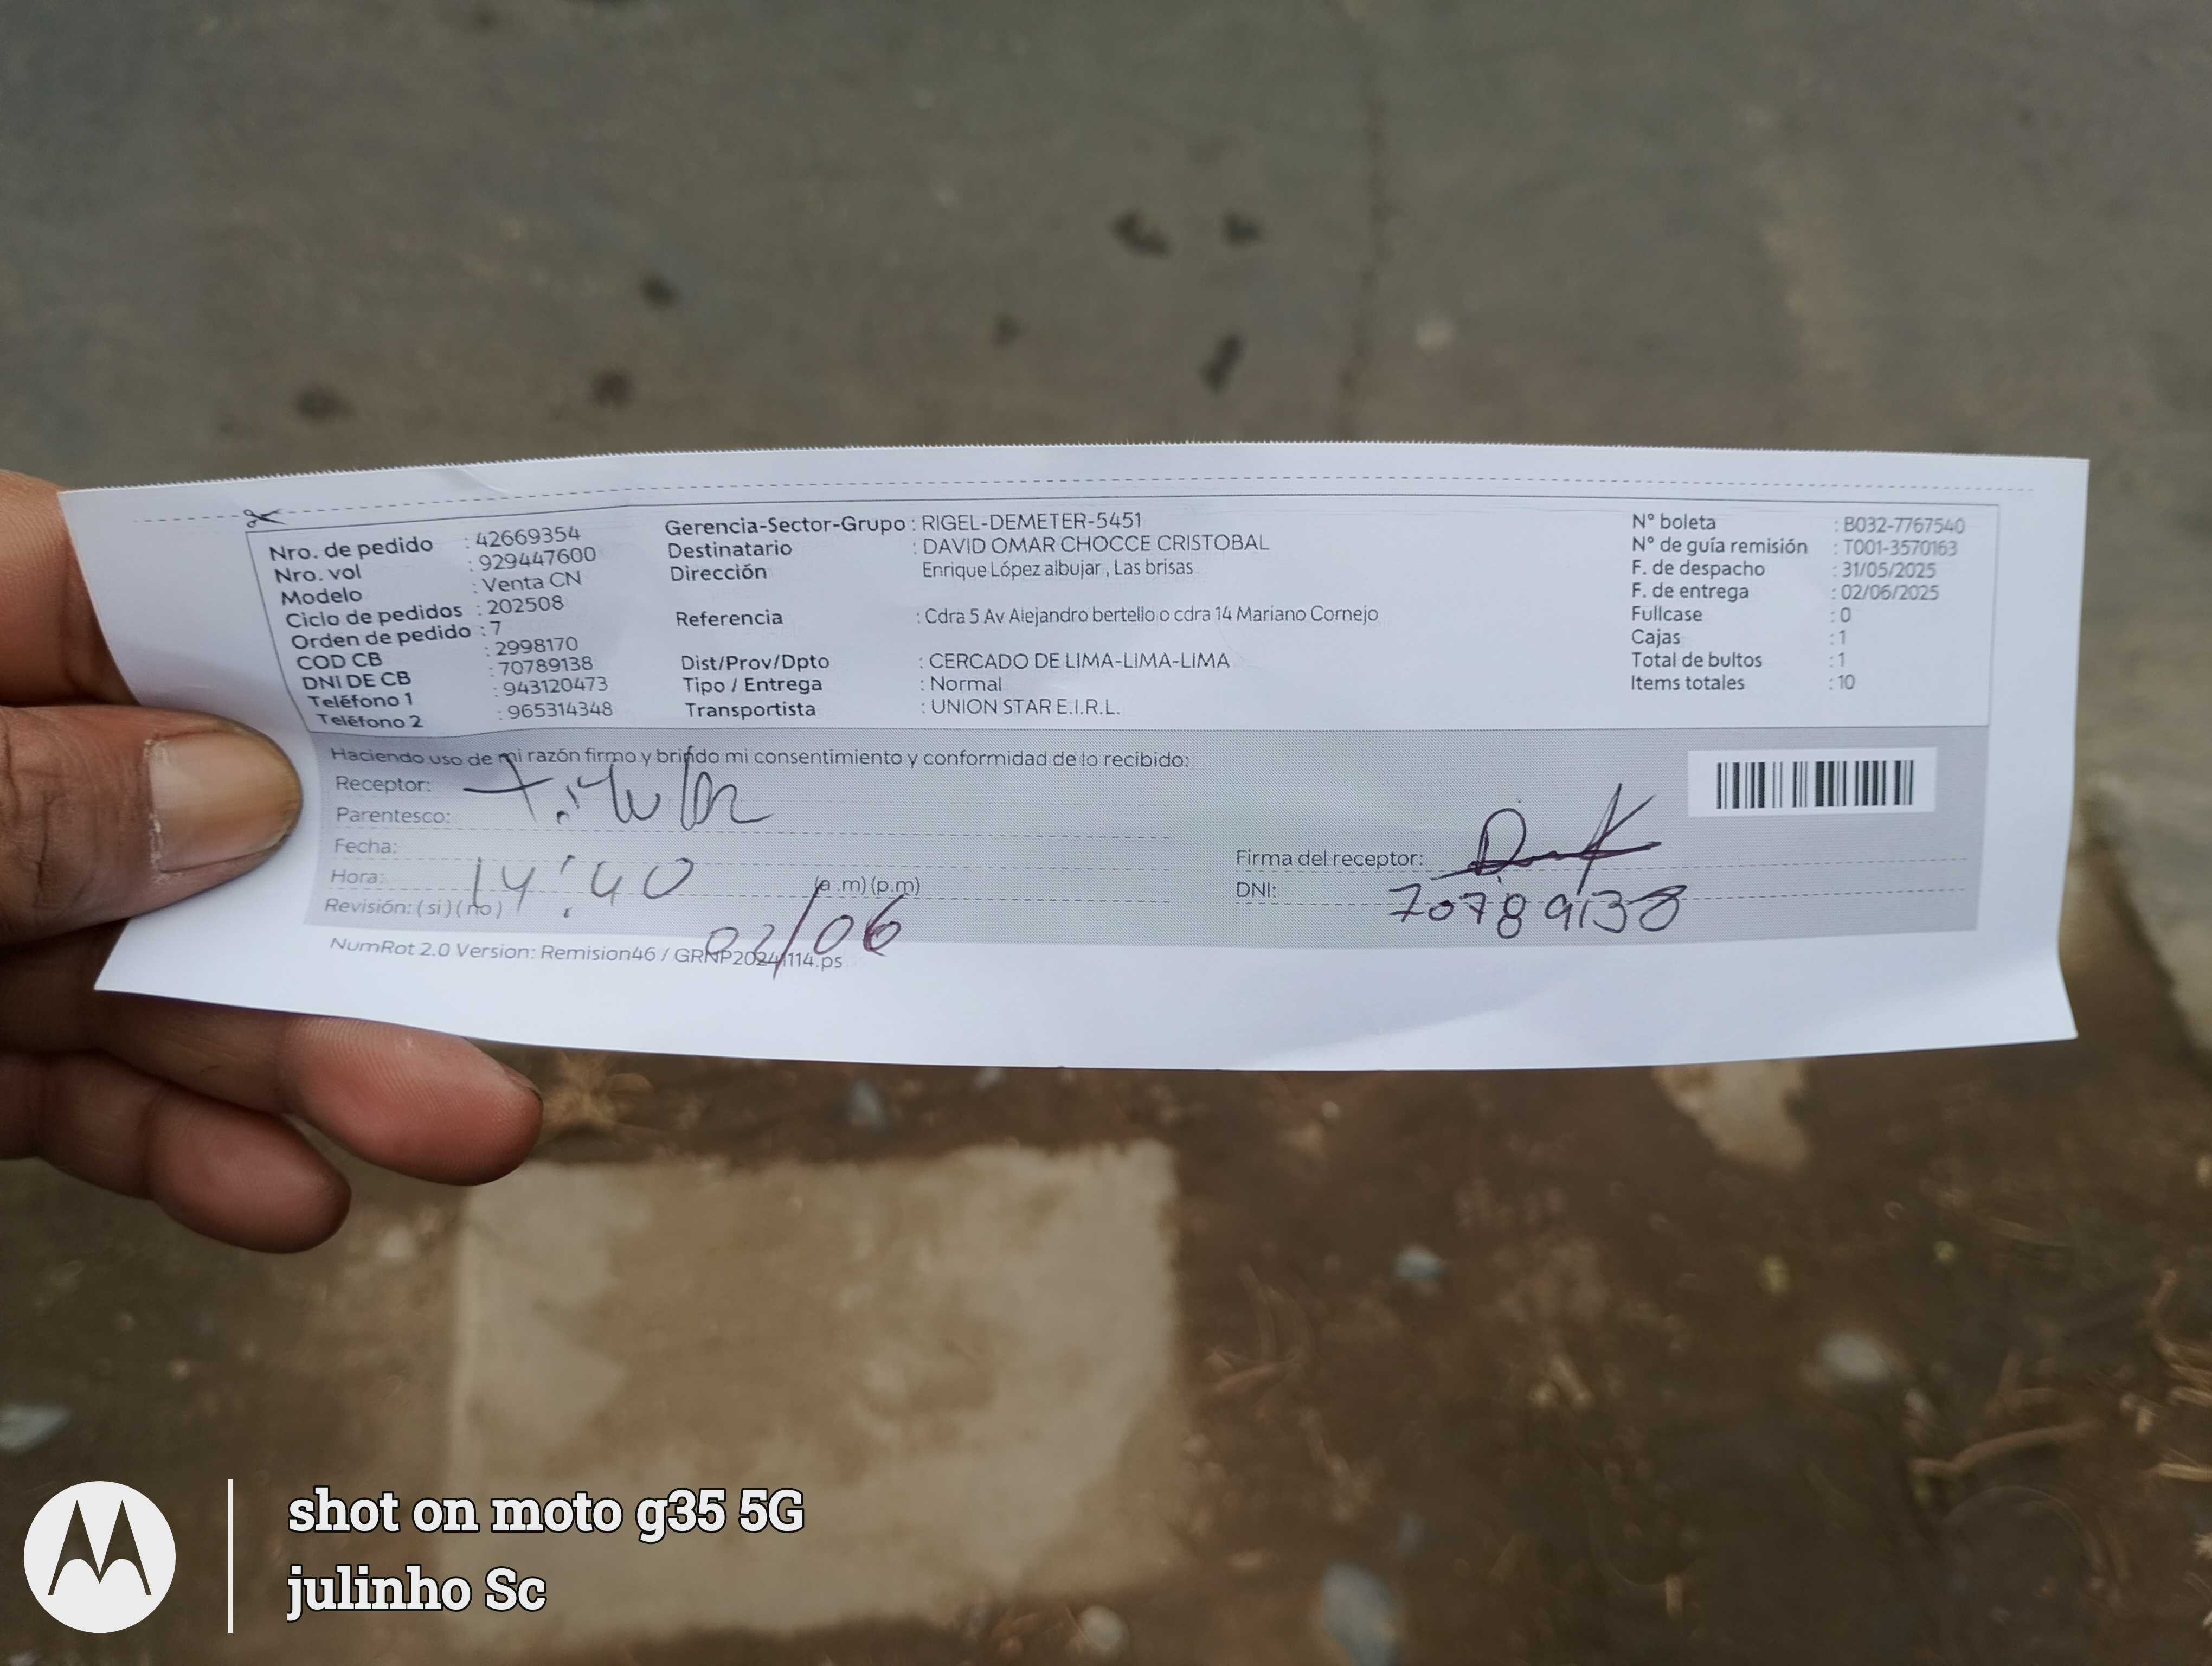 Nro. de pedido : 42669354
Nro. vol : 929447600
Modelo : Venta CN
Ciclo de pedidos : 202508
Orden de pedido : 7
COD CB : 2998170
DNI DE CB : 70789138
Teléfono 1 : 943120473
Teléfono 2 : 965314348
Gerencia-Sector-Grupo : RIGEL-DEMETER-5451
Destinatario : DAVID OMAR CHOCCE CRISTOBAL
Dirección Enrique López albujar , Las brisas
Referencia : Cdra 5 Av Alejandro bertello o cdra 14 Mariano Cornejo
Dist/Prov/Dpto : CERCADO DE LIMA-LIMA-LIMA
Tipo / Entrega : Normal
Transportista : UNION STAR E.I.R.L.
N° boleta : B032-7767540
N° de guía remisión : T001-3570163
F. de despacho : 31/05/2025
F. de entrega : 02/06/2025
Fullcase : 0
Cajas : 1
Total de bultos : 1
Items totales : 10
Haciendo uso de mi razón firmo y brindo mi consentimiento y conformidad de lo recibido:
Receptor: Titular
Parentesco:
Fecha:
Hora: 14:40 (a .m) (p.m)
Revisión: ( si ) ( no )
02/06
Firma del receptor:
DNI: 70789138
NumRot 2.0 Version: Remision46 / GRNP20241114.ps
shot on moto g35 5G
julinho Sc